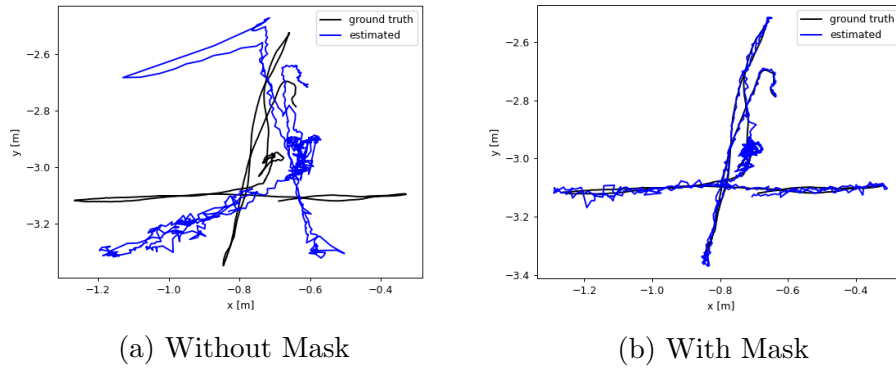 ground truth
estimated
y [m]
−2.6
−2.8
−3.0
−3.2
−1.2
−1.0
−0.8
−0.6
−0.4
x [m]
(a) Without Mask
ground truth
estimated
y [m]
−2.6
−2.8
−3.0
−3.2
−3.4
−1.2
−1.0
−0.8
−0.6
−0.4
x [m]
(b) With Mask